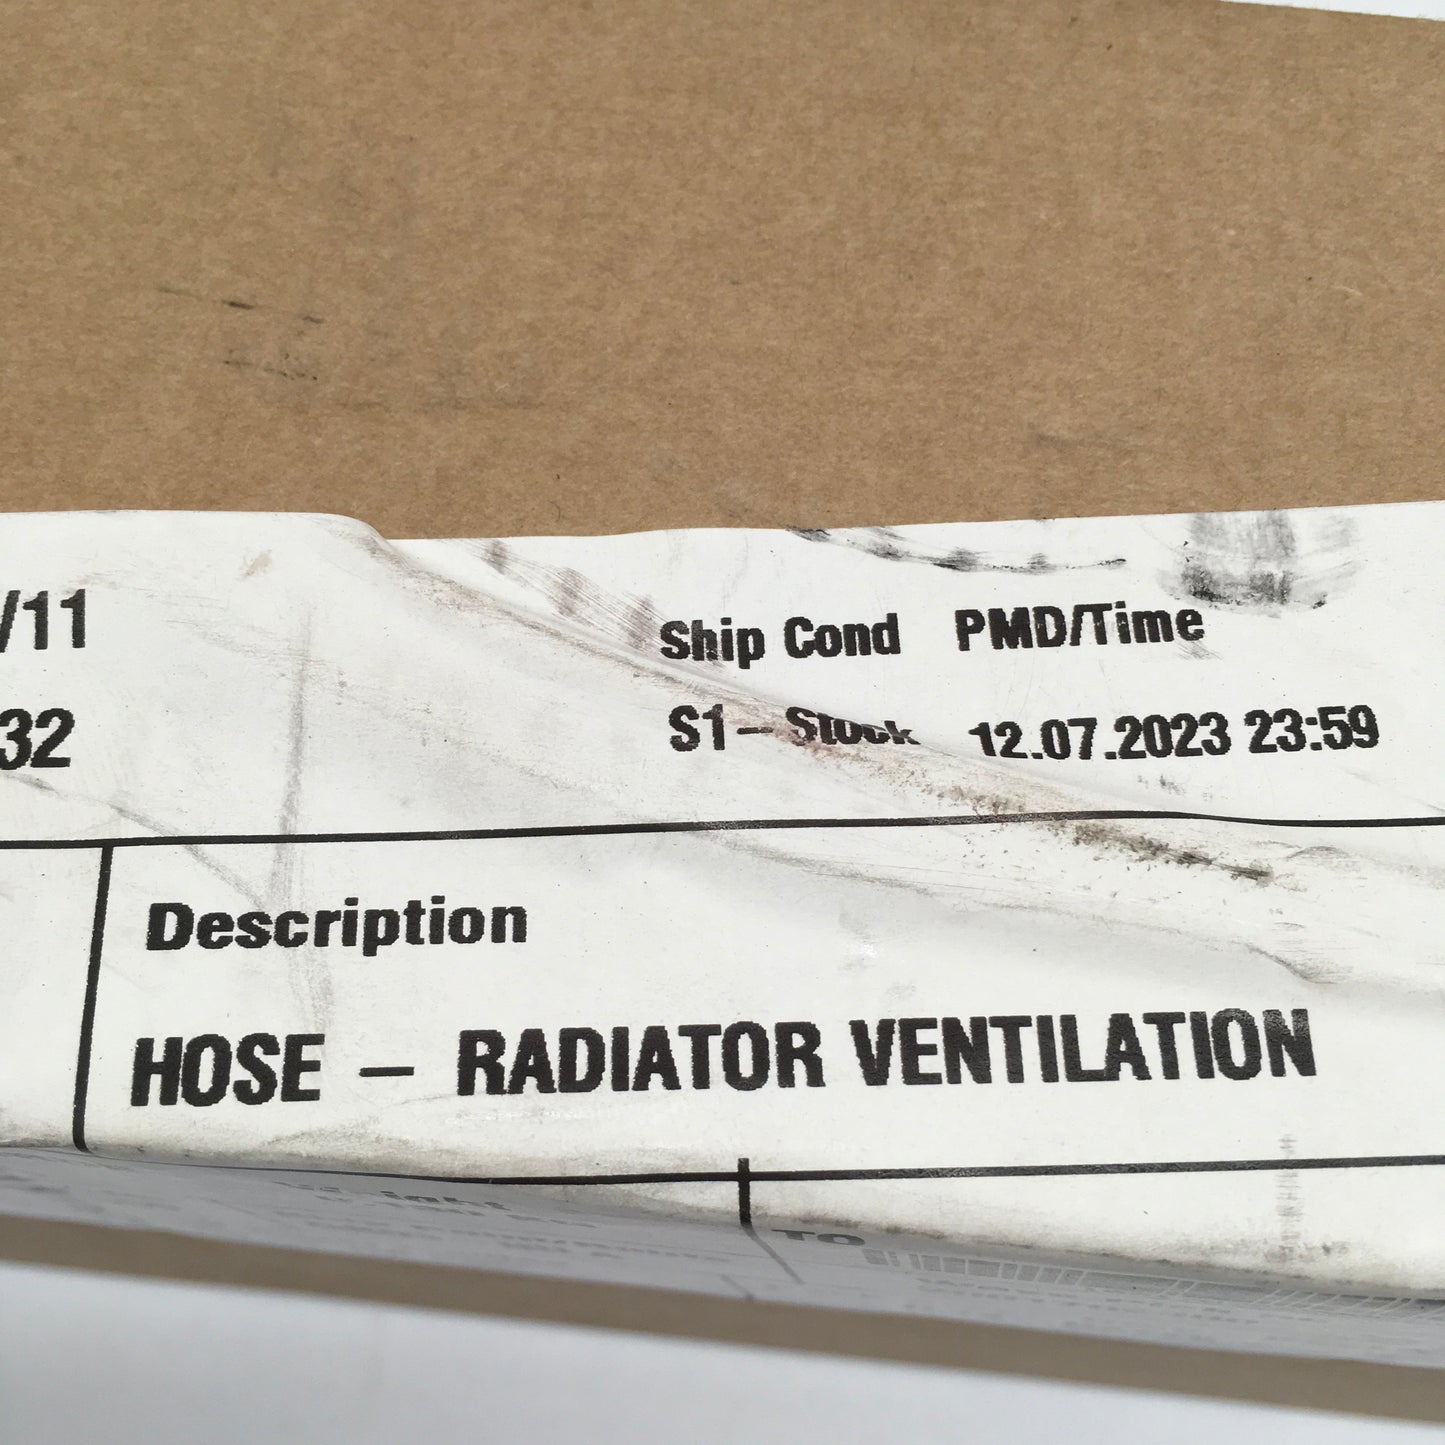 /11
Ship Cond PMD/Time
32
S1 - Stock 12.07.2023 23:59
Description
HOSE - RADIATOR VENTILATION
TO